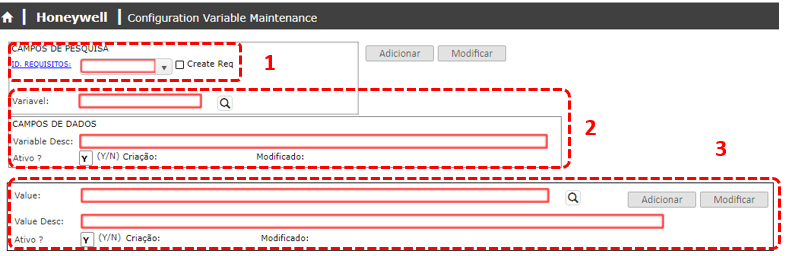 Honeywell Configuration Variable Maintenance
CAMPOS DE PESQUISA
Adicionar Modificar
ID. REQUISITOS: Create Req 1
Variavel:
2
CAMPOS DE DADOS
Variable Desc:
Ativo ? Y (Y/N) Criação: Modificado:
3
Value: Adicionar Modificar
Value Desc:
Ativo ? Y (Y/N) Criação: Modificado: